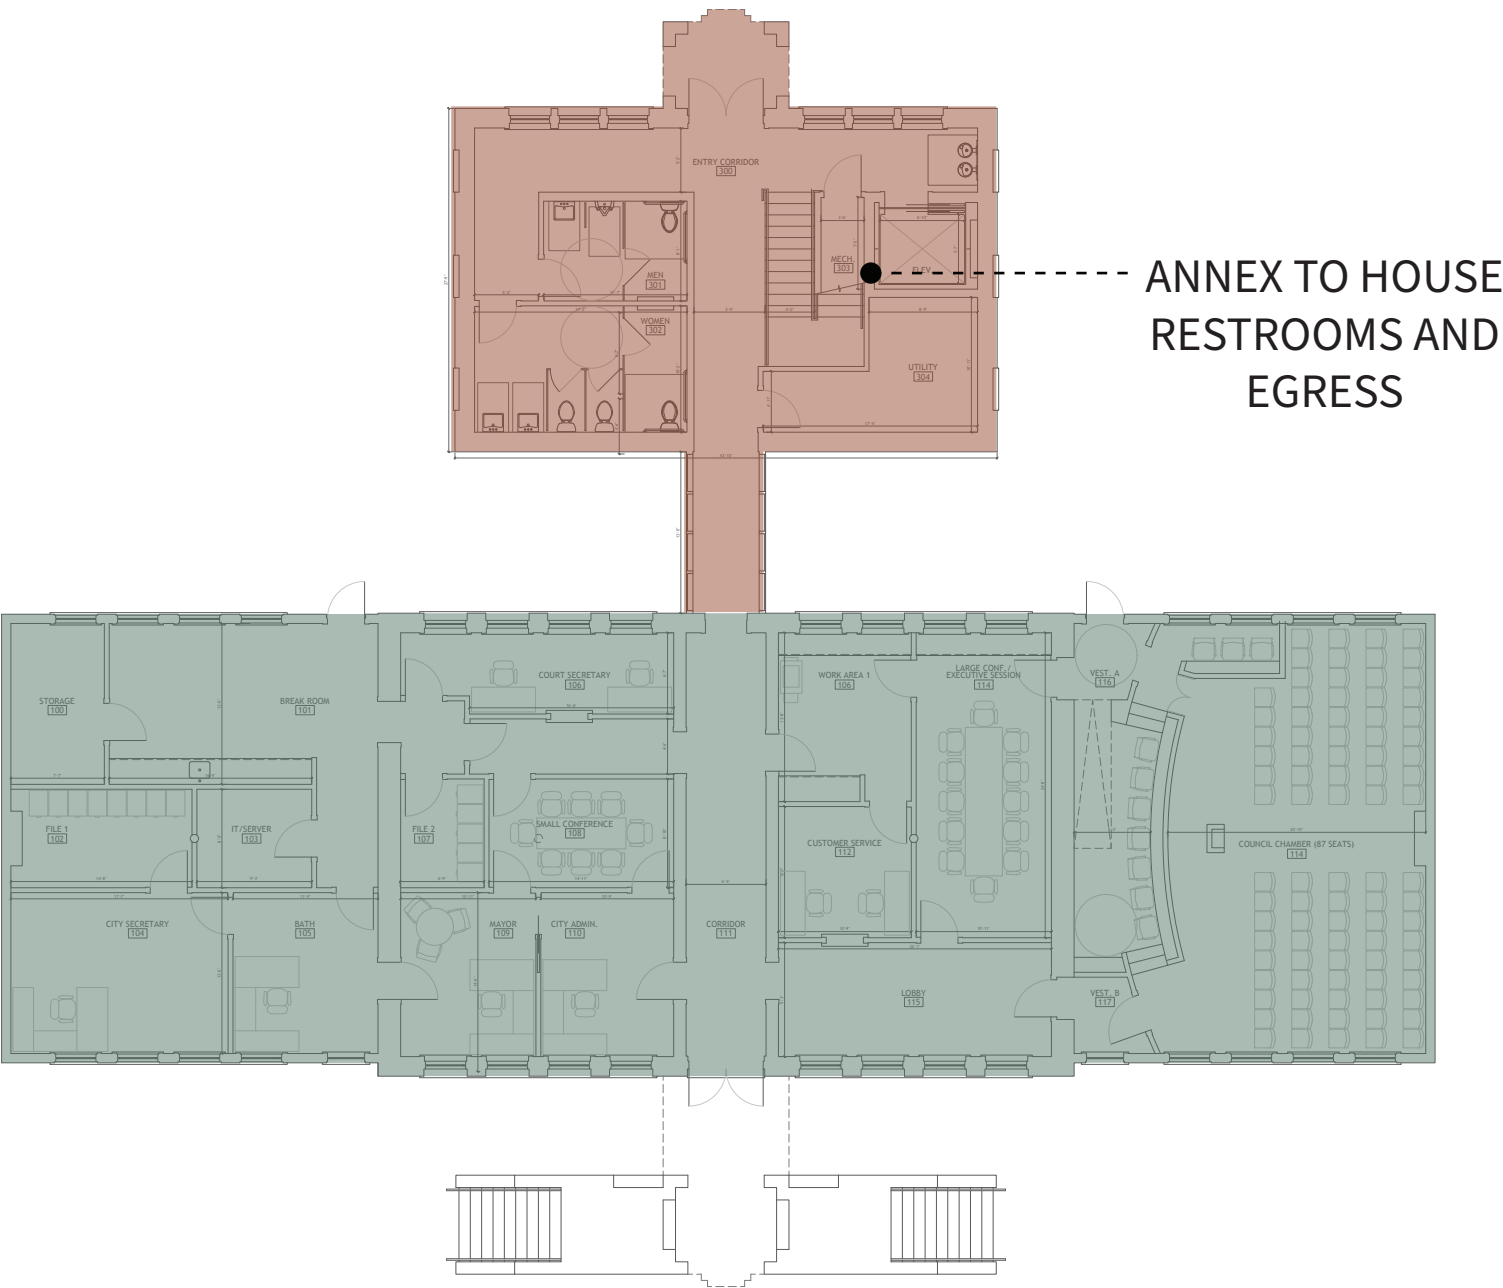 ENTRY CORRIDOR
300
MEN
301
WOMEN
302
MECH.
303
ELEV
UTILITY
304
ANNEX TO HOUSE
RESTROOMS AND
EGRESS
STORAGE
100
BREAK ROOM
101
COURT SECRETARY
106
WORK AREA 1
106
LARGE CONF./
EXECUTIVE SESSION
114
VEST. A
116
FILE 1
102
IT/SERVER
103
FILE 2
107
SMALL CONFERENCE
108
CUSTOMER SERVICE
112
COUNCIL CHAMBER (87 SEATS)
114
CITY SECRETARY
104
BATH
105
MAYOR
109
CITY ADMIN.
110
CORRIDOR
111
LOBBY
115
VEST. B
117